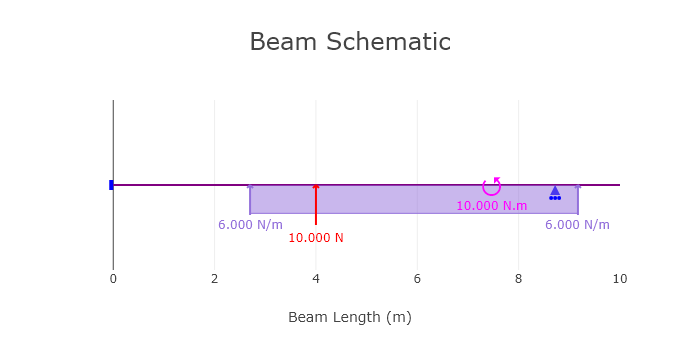 Beam Schematic
10.000 N.m
6.000 N/m
6.000 N/m
10.000 N
0
2
4
6
8
10
Beam Length (m)